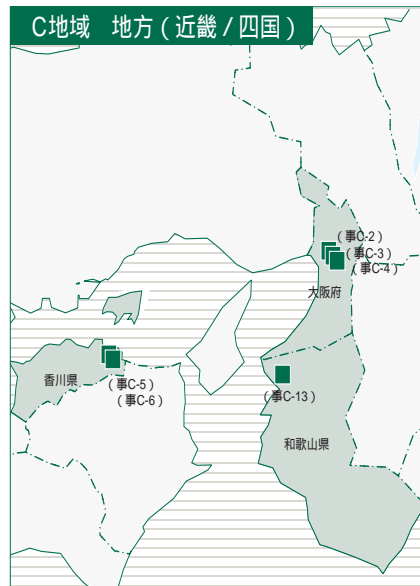 C地域　地方（近畿 / 四国）
（事C-2）
（事C-3）
（事C-4）
大阪府
香川県
（事C-5）
（事C-6）
（事C-13）
和歌山県